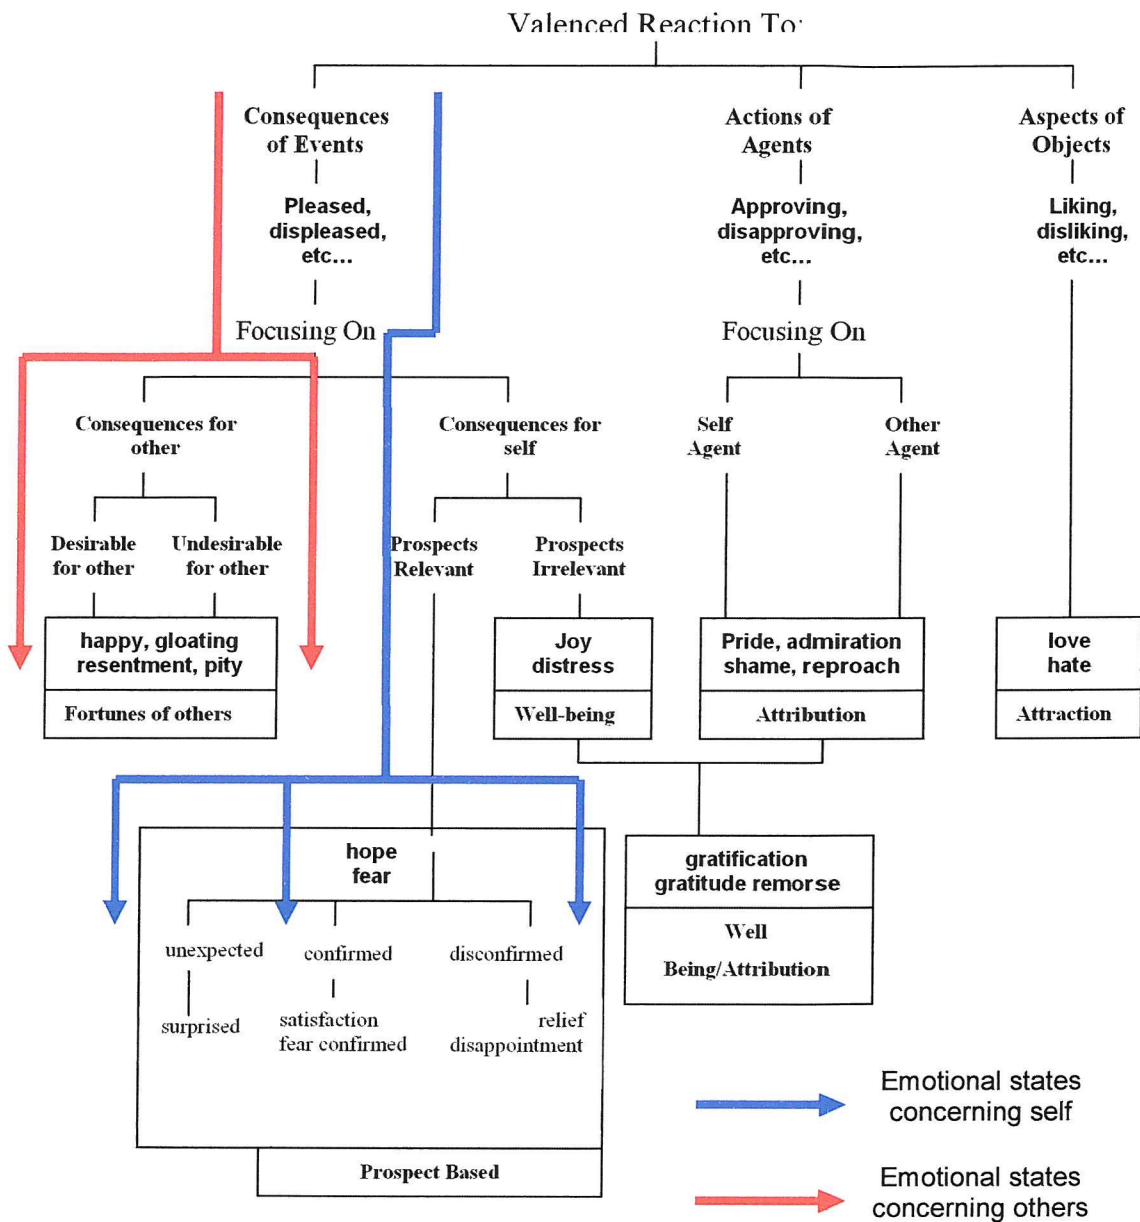 Valenced Reaction To:
Consequences
of Events
Actions of
Agents
Aspects of
Objects
Pleased,
displeased,
etc...
Approving,
disapproving,
etc...
Liking,
disliking,
etc...
Focusing On
Focusing On
Consequences for
other
Consequences for
self
Self
Agent
Other
Agent
Desirable
for other
Undesirable
for other
Prospects
Relevant
Prospects
Irrelevant
happy, gloating
resentment, pity
Fortunes of others
Joy
distress
Well-being
Pride, admiration
shame, reproach
Attribution
love
hate
Attraction
hope
fear
unexpected
confirmed
disconfirmed
surprised
satisfaction
fear confirmed
relief
disappointment
Prospect Based
gratification
gratitude remorse
Well
Being/Attribution
Emotional states
concerning self
Emotional states
concerning others